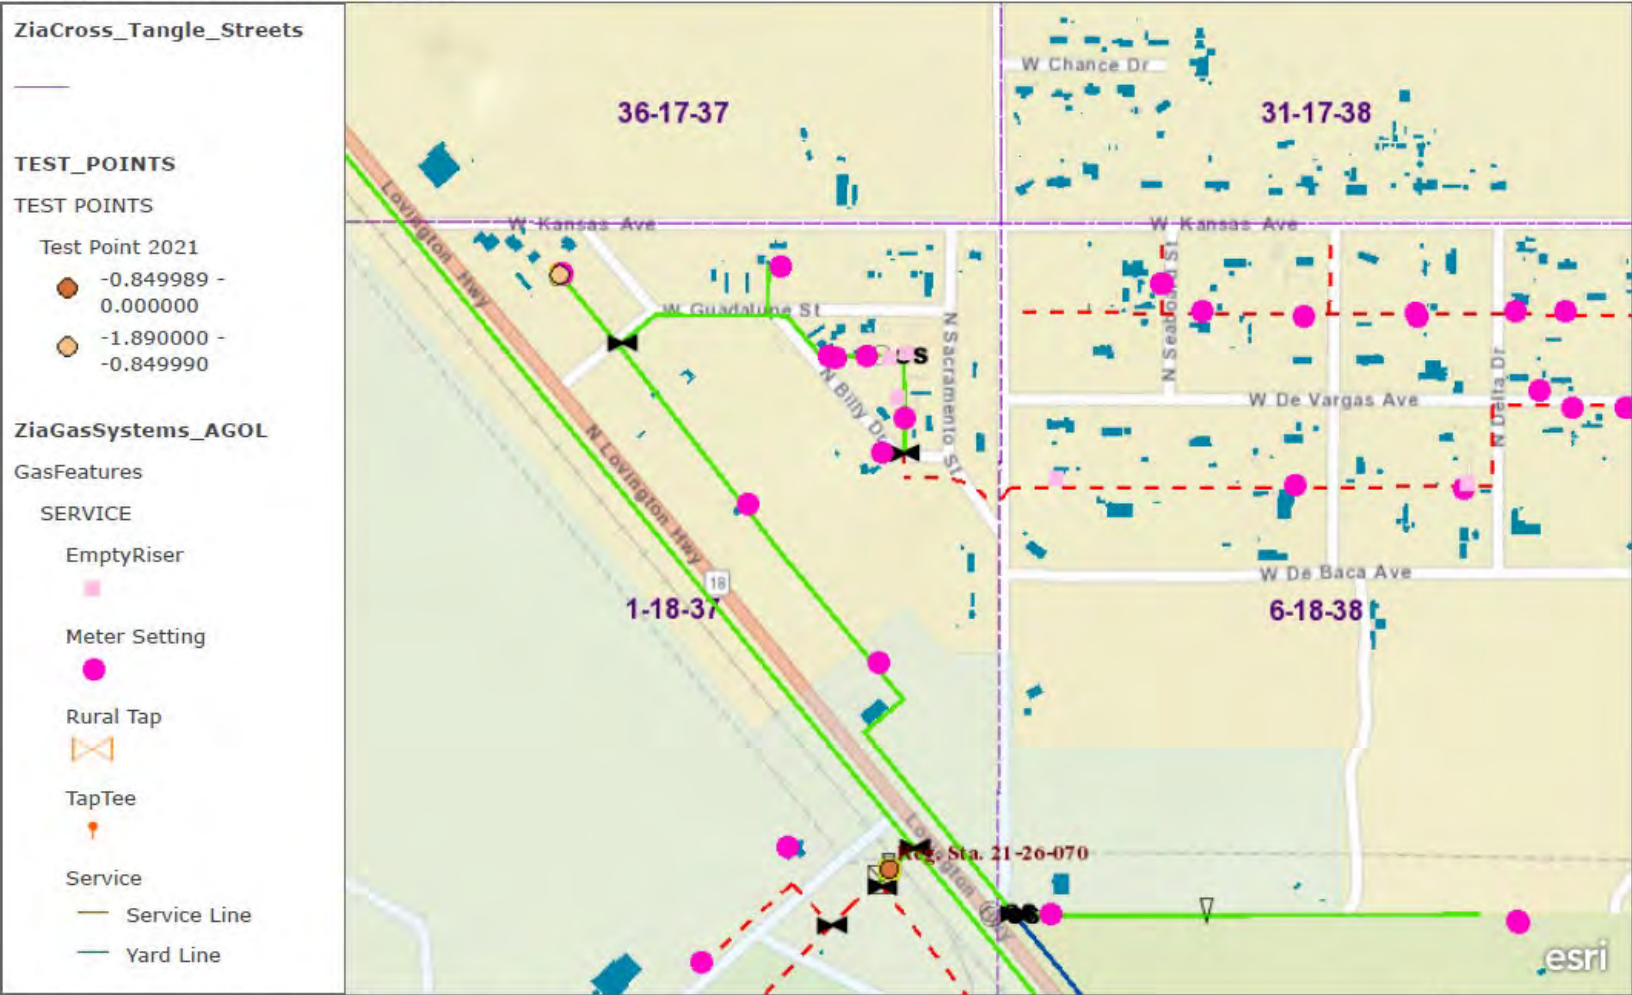 ZiaCross_Tangle_Streets
TEST_POINTS
TEST POINTS
Test Point 2021
-0.849989 -
0.000000
-1.890000 -
-0.849990
ZiaGasSystems_AGOL
GasFeatures
SERVICE
EmptyRiser
Meter Setting
Rural Tap
TapTee
Service
Service Line
Yard Line
W Chance Dr
36-17-37
31-17-38
Lovington Hwy
W Kansas Ave
W Kansas Ave
W Guadalupe St
N Billy Dr
N Sacramento St
N Seaboard St
N Delta Dr
W De Vargas Ave
N Lovington Hwy
18
1-18-37
W De Baca Ave
6-18-38
Reg. Sta. 21-26-070
Lovington
esri